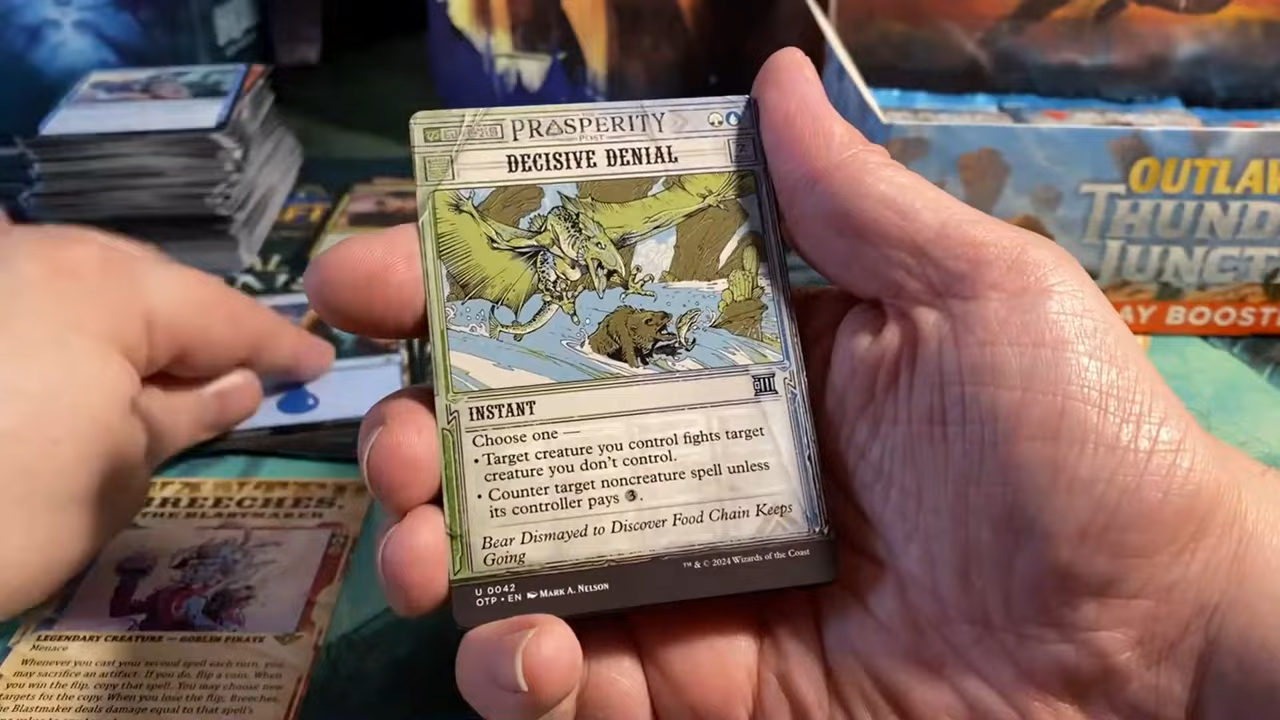 PROSPERITY
POST
DECISIVE DENIAL
INSTANT
Choose one —
• Target creature you control fights target
creature you don't control.
• Counter target noncreature spell unless
its controller pays 3.
Bear Dismayed to Discover Food Chain Keeps
Going
U 0042
OTP • EN MARK A. NELSON
™ & © 2024 Wizards of the Coast
OUTLAW
THUND
JUNCT
AY BOOST
BREECHES,
THE BLASTMAKER
LEGENDARY CREATURE — GOBLIN PIRATE
Menace
Whenever you cast your second spell each turn, you
may sacrifice an artifact. If you do, flip a coin. When
you win the flip, copy that spell. You may choose new
targets for the copy. When you lose the flip, Breeches,
the Blastmaker deals damage equal to that spell's